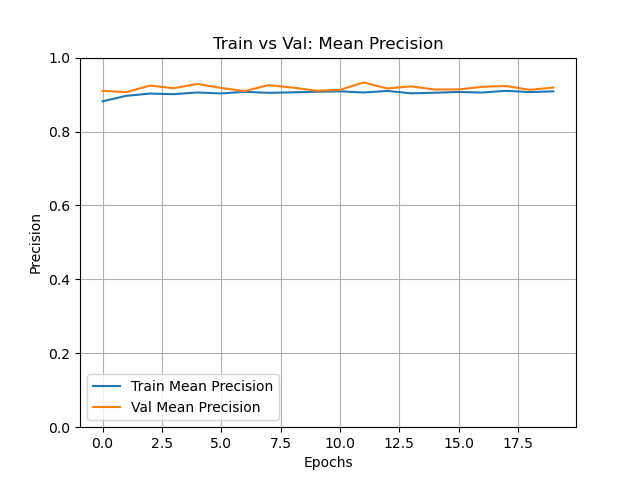 Train vs Val: Mean Precision
1.0
0.8
0.6
0.4
0.2
0.0
Precision
Train Mean Precision
Val Mean Precision
0.0 2.5 5.0 7.5 10.0 12.5 15.0 17.5
Epochs